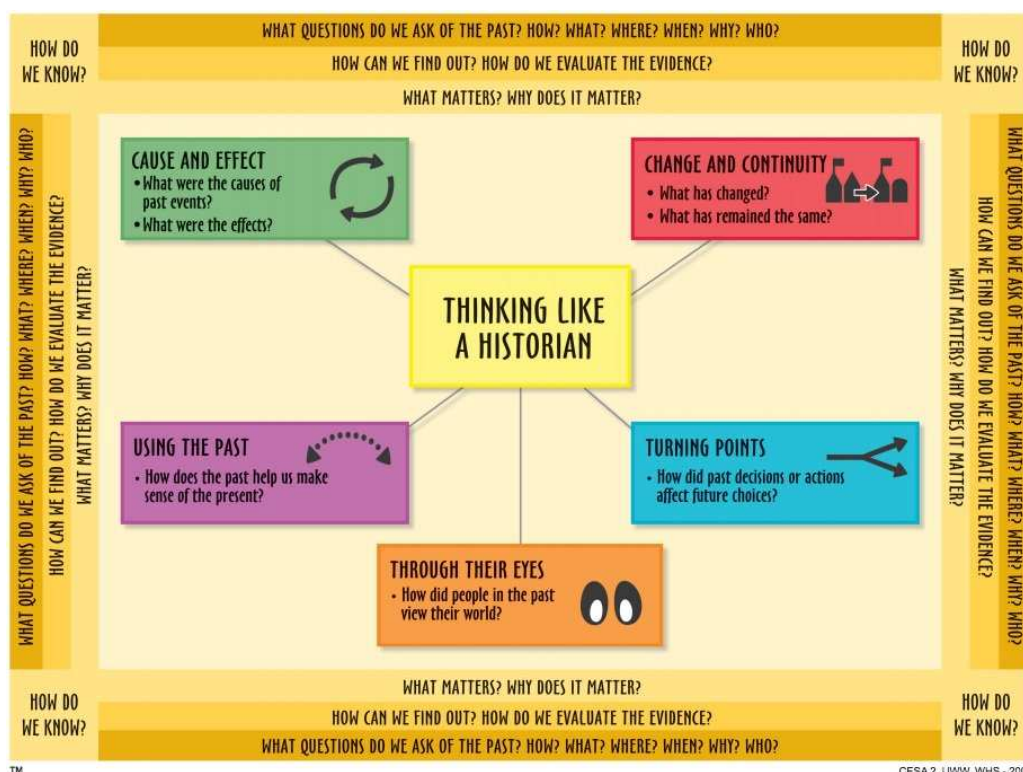 WHAT QUESTIONS DO WE ASK OF THE PAST? HOW? WHAT? WHERE? WHEN? WHY? WHO?
HOW CAN WE FIND OUT? HOW DO WE EVALUATE THE EVIDENCE?
WHAT MATTERS? WHY DOES IT MATTER?
HOW DO
WE KNOW?
HOW DO
WE KNOW?
WHAT QUESTIONS DO WE ASK OF THE PAST? HOW? WHAT? WHERE? WHEN? WHY? WHO?
HOW CAN WE FIND OUT? HOW DO WE EVALUATE THE EVIDENCE?
WHAT MATTERS? WHY DOES IT MATTER?
CAUSE AND EFFECT
• What were the causes of
past events?
• What were the effects?
CHANGE AND CONTINUITY
• What has changed?
• What has remained the same?
THINKING LIKE
A HISTORIAN
USING THE PAST
• How does the past help us make
sense of the present?
TURNING POINTS
• How did past decisions or actions
affect future choices?
THROUGH THEIR EYES
• How did people in the past
view their world?
WHAT MATTERS? WHY DOES IT MATTER?
HOW CAN WE FIND OUT? HOW DO WE EVALUATE THE EVIDENCE?
WHAT QUESTIONS DO WE ASK OF THE PAST? HOW? WHAT? WHERE? WHEN? WHY? WHO?
HOW DO
WE KNOW?
WHAT MATTERS? WHY DOES IT MATTER?
HOW CAN WE FIND OUT? HOW DO WE EVALUATE THE EVIDENCE?
WHAT QUESTIONS DO WE ASK OF THE PAST? HOW? WHAT? WHERE? WHEN? WHY? WHO?
HOW DO
WE KNOW?
TM
CESA 2, UWW, WHS -